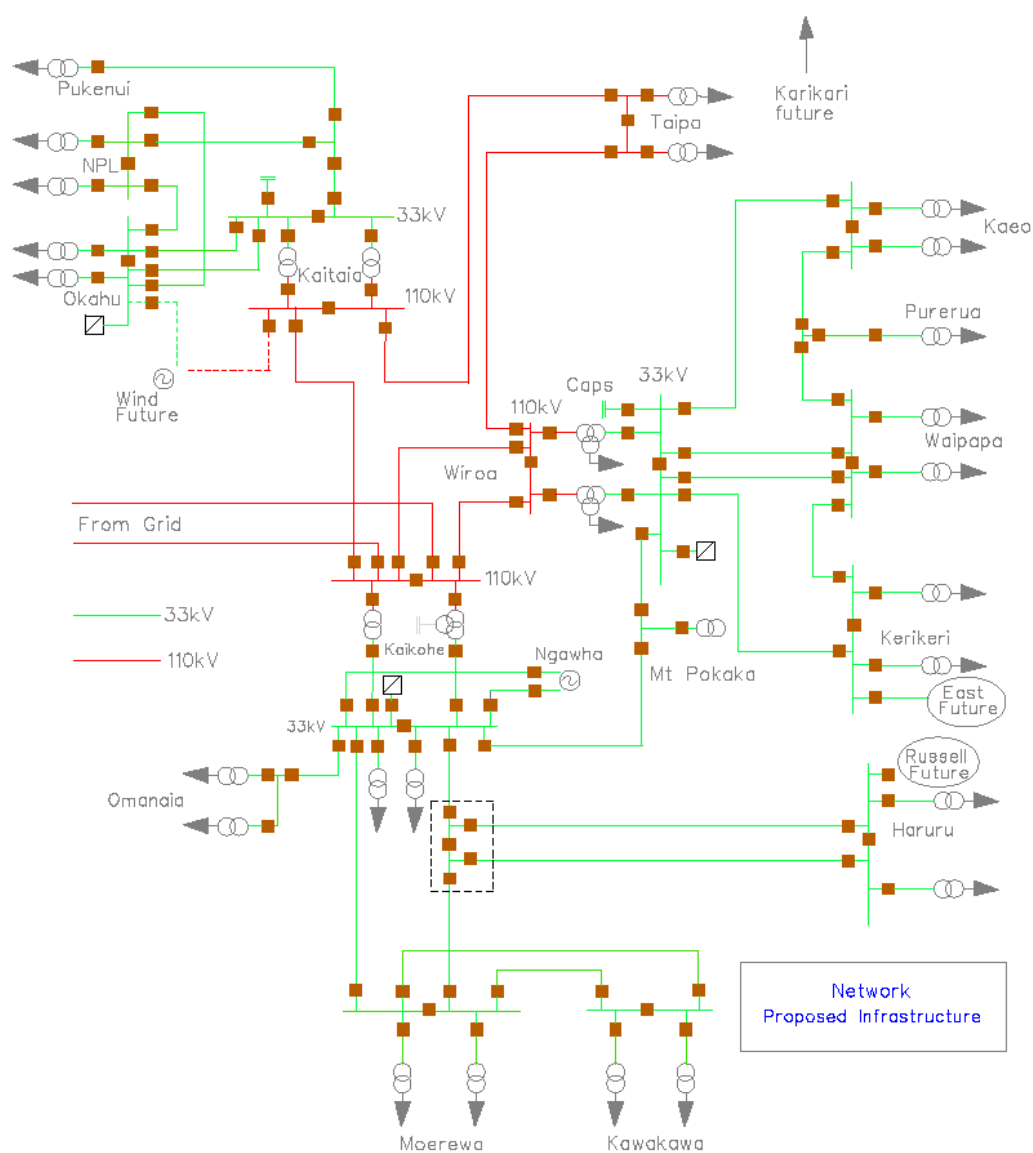 Pukenui
NPL
Okahu
33kV
Kaitaia
110kV
Wind
Future
Taipa
Karikari
future
Kaeo
Purerua
Caps
33kV
110kV
Wiroa
Waipapa
From Grid
110kV
33kV
110kV
Kaikohe
Ngawha
Mt Pokaka
Kerikeri
East
Future
33kV
Omanaia
Russell
Future
Haruru
Network
Proposed Infrastructure
Moerewa
Kawakawa